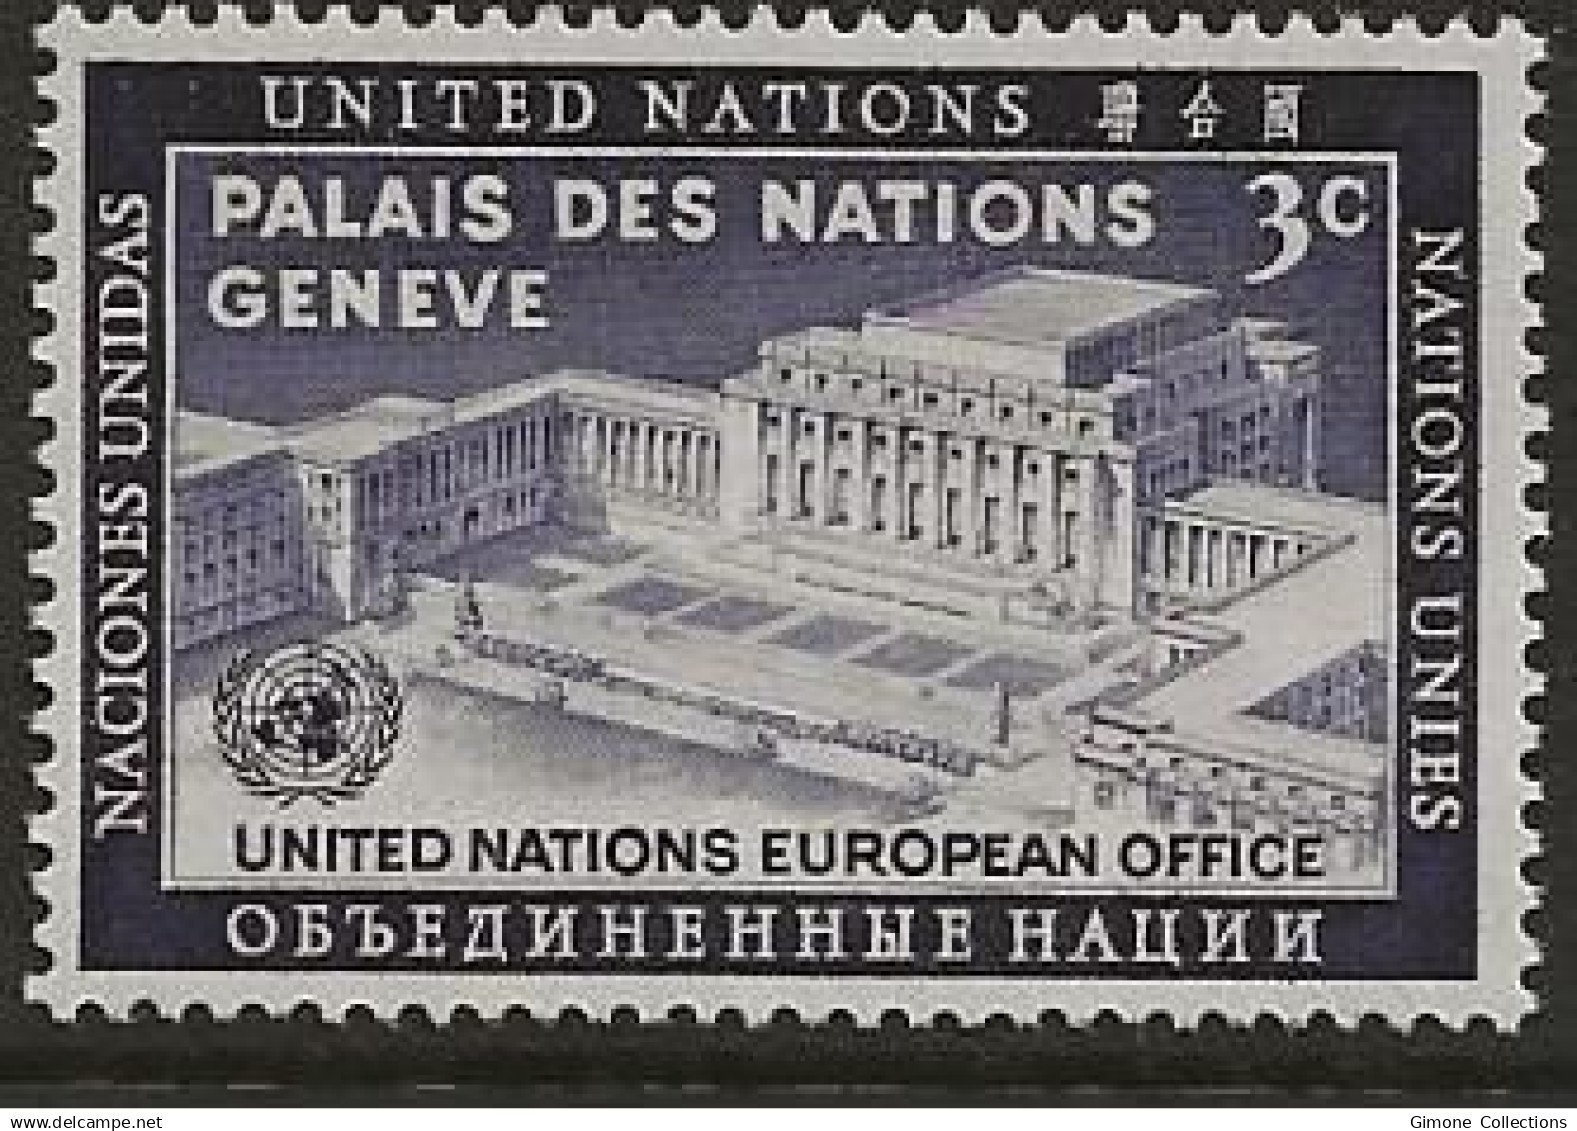 UNITED NATIONS 聯合國
PALAIS DES NATIONS 3c
GENEVE
NACIONES UNIDAS
NATIONS UNIES
UNITED NATIONS EUROPEAN OFFICE
ОБЪЕДИНЕННЫЕ НАЦИИ
www.delcampe.net
Gimone Collections